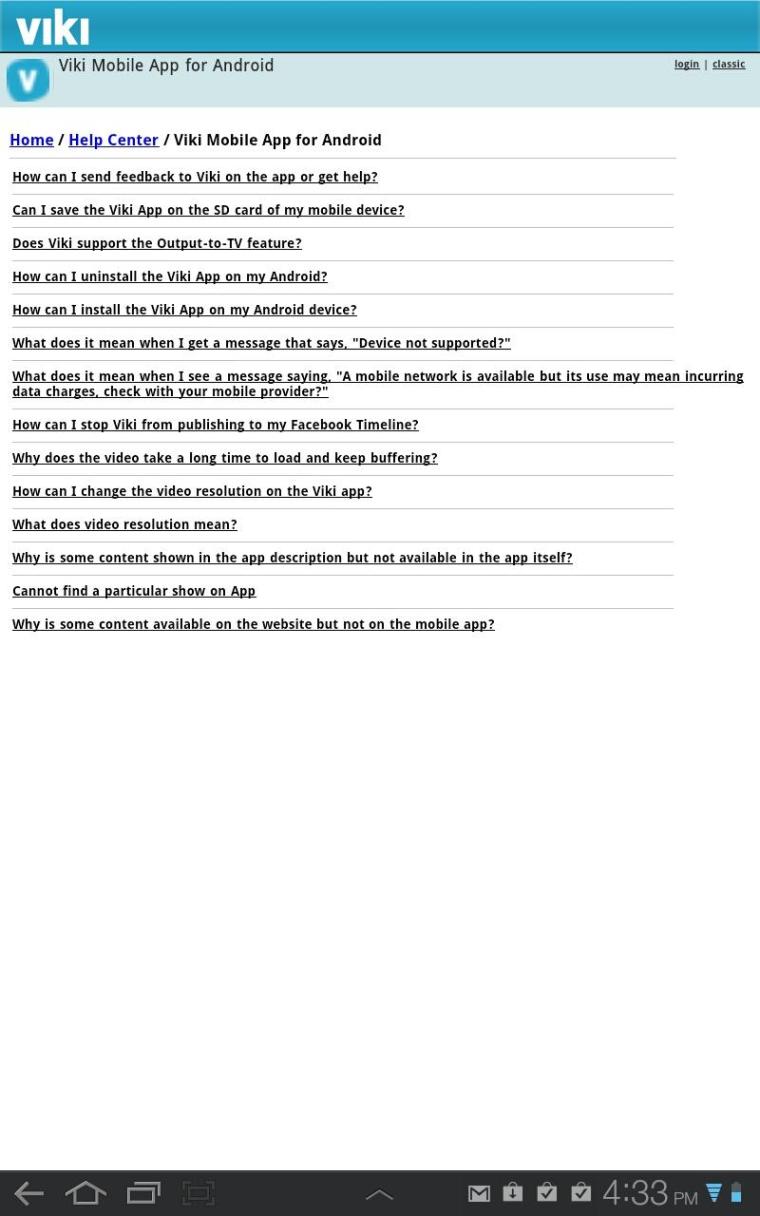 viki
V
Viki Mobile App for Android
login | classic
Home / Help Center / Viki Mobile App for Android
How can I send feedback to Viki on the app or get help?
Can I save the Viki App on the SD card of my mobile device?
Does Viki support the Output-to-TV feature?
How can I uninstall the Viki App on my Android?
How can I install the Viki App on my Android device?
What does it mean when I get a message that says, "Device not supported?"
What does it mean when I see a message saying, "A mobile network is available but its use may mean incurring
data charges, check with your mobile provider?"
How can I stop Viki from publishing to my Facebook Timeline?
Why does the video take a long time to load and keep buffering?
How can I change the video resolution on the Viki app?
What does video resolution mean?
Why is some content shown in the app description but not available in the app itself?
Cannot find a particular show on App
Why is some content available on the website but not on the mobile app?
4:33 PM